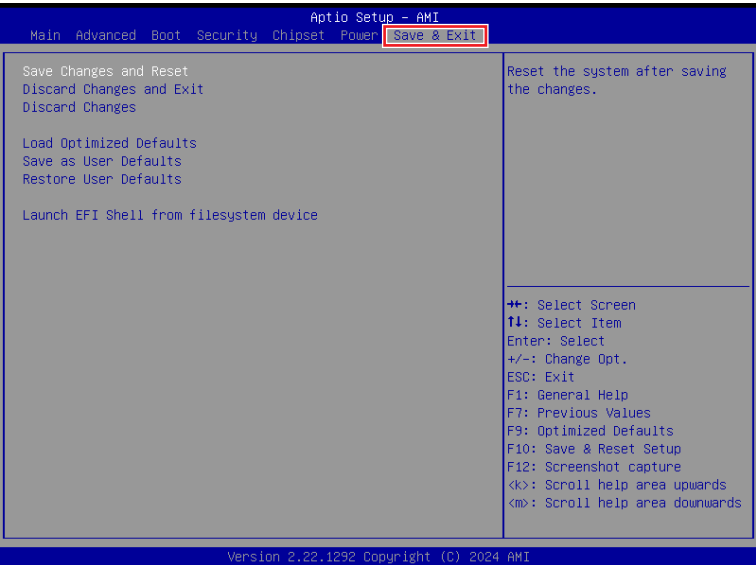 Aptio Setup - AMI
Main Advanced Boot Security Chipset Power Save & Exit
Save Changes and Reset
Discard Changes and Exit
Discard Changes
Load Optimized Defaults
Save as User Defaults
Restore User Defaults
Launch EFI Shell from filesystem device
Reset the system after saving
the changes.
→←: Select Screen
↑↓: Select Item
Enter: Select
+/-: Change Opt.
ESC: Exit
F1: General Help
F7: Previous Values
F9: Optimized Defaults
F10: Save & Reset Setup
F12: Screenshot capture
<k>: Scroll help area upwards
<m>: Scroll help area downwards
Version 2.22.1292 Copyright (C) 2024 AMI